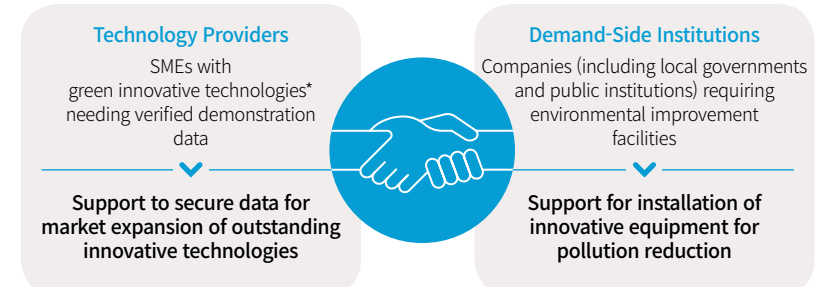 Technology Providers
SMEs with
green innovative technologies*
needing verified demonstration
data
Support to secure data for
market expansion of outstanding
innovative technologies
Demand-Side Institutions
Companies (including local governments
and public institutions) requiring
environmental improvement
facilities
Support for installation of
innovative equipment for
pollution reduction